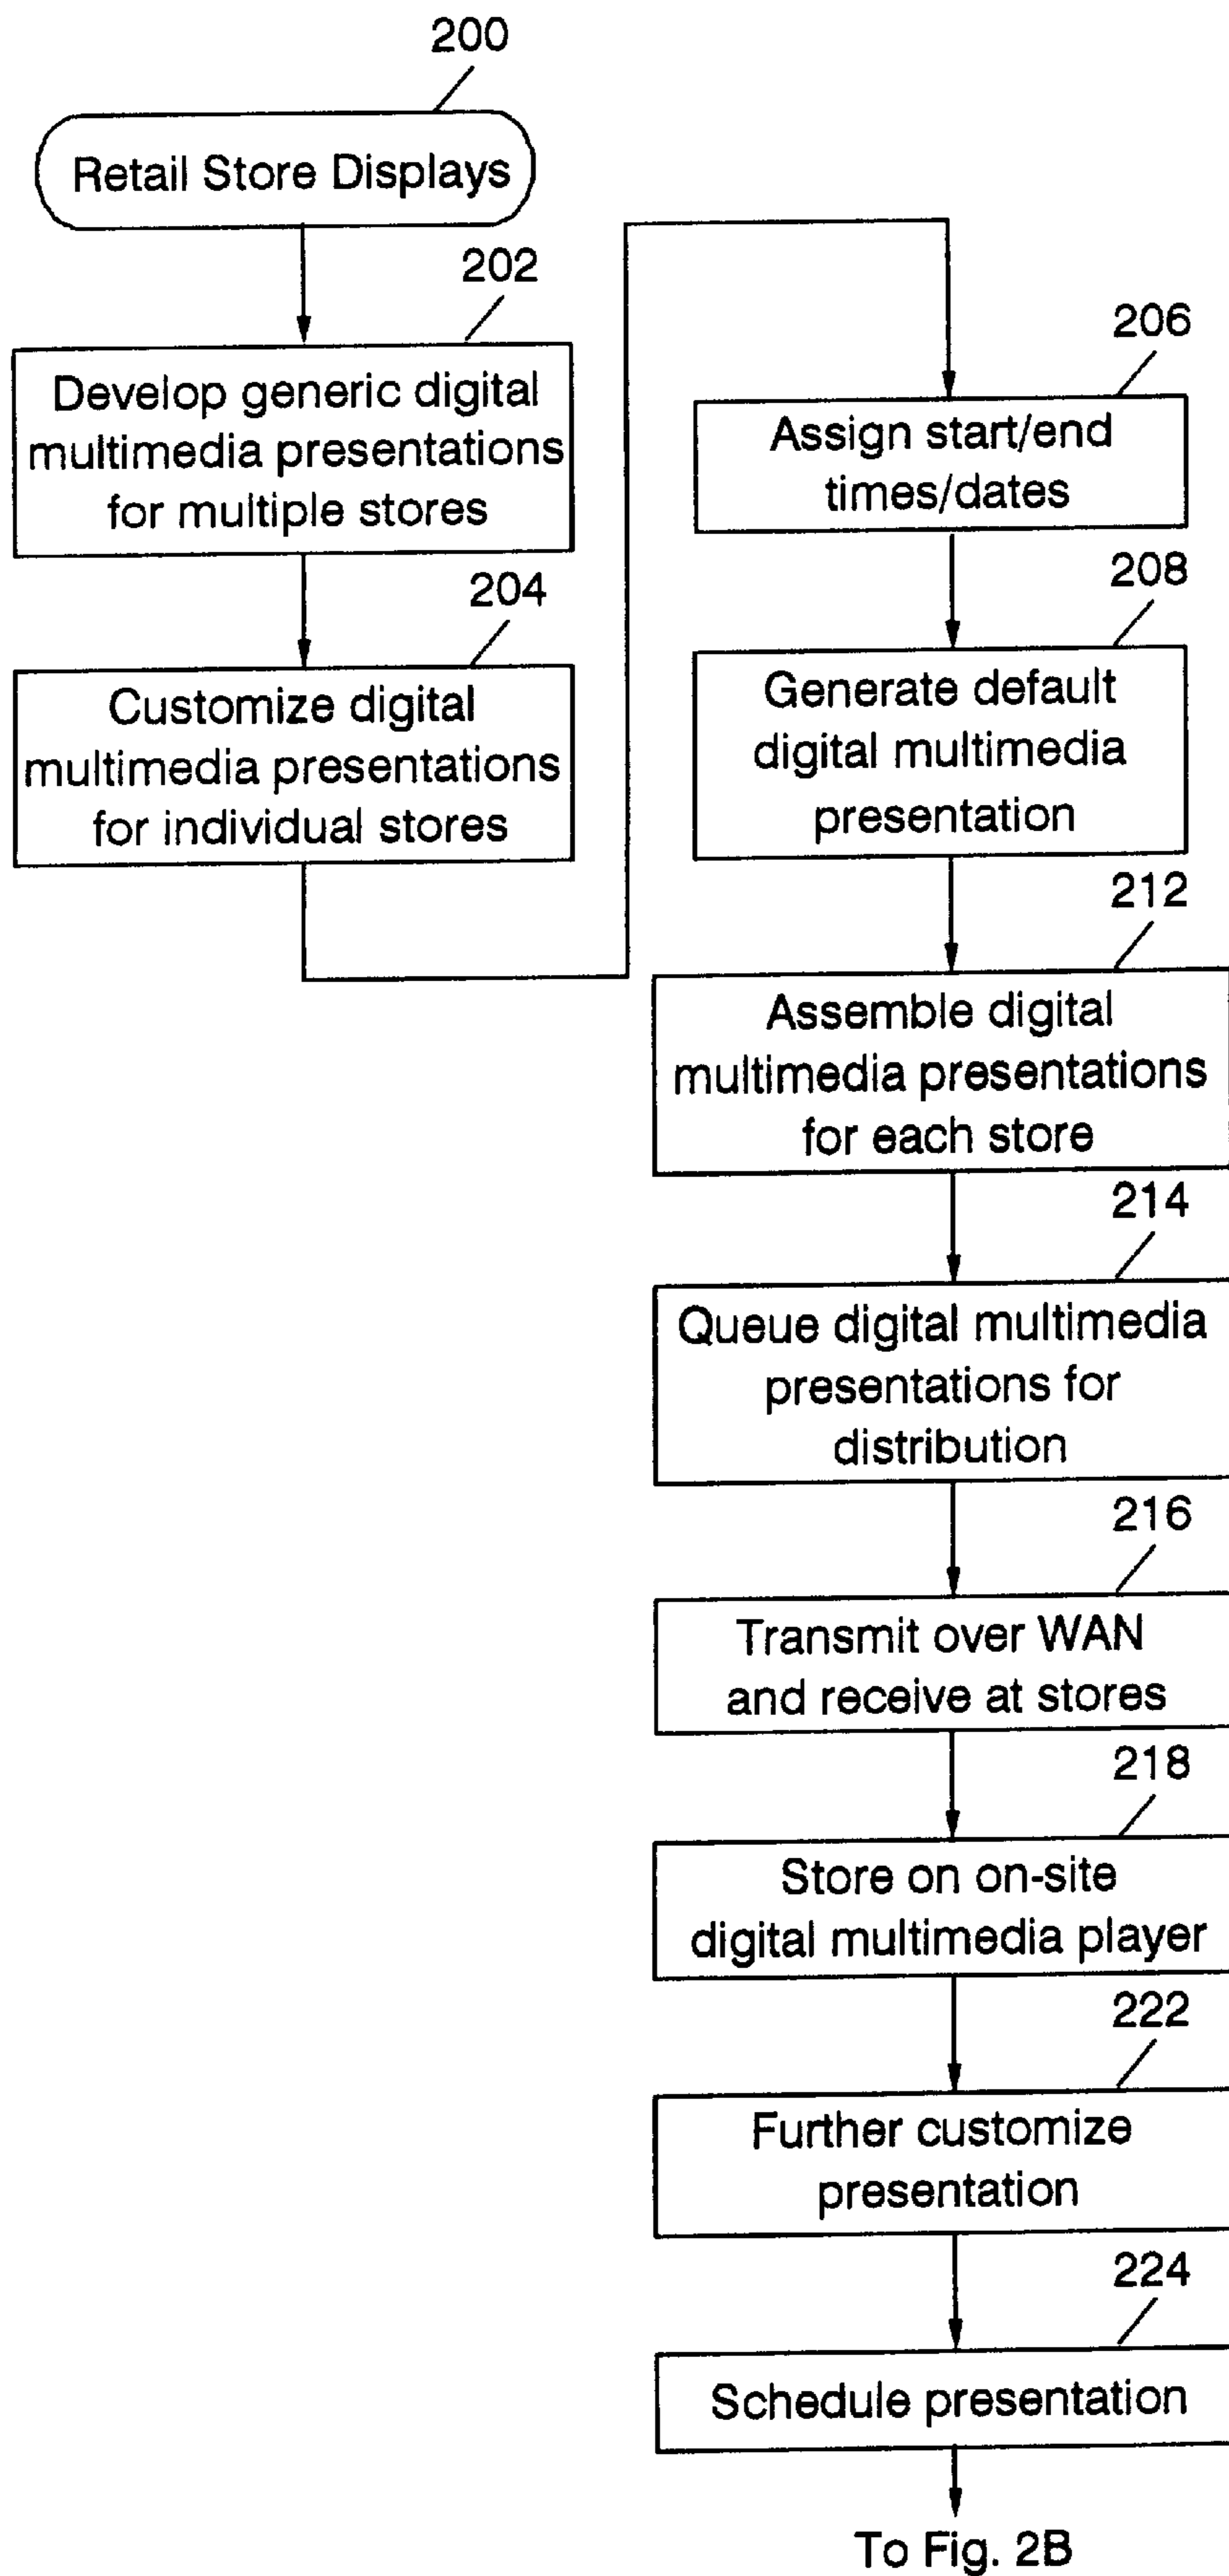 200
Retail Store Displays
202
Develop generic digital
multimedia presentations
for multiple stores
204
Customize digital
multimedia presentations
for individual stores
206
Assign start/end
times/dates
208
Generate default
digital multimedia
presentation
212
Assemble digital
multimedia presentations
for each store
214
Queue digital multimedia
presentations for
distribution
216
Transmit over WAN
and receive at stores
218
Store on on-site
digital multimedia player
222
Further customize
presentation
224
Schedule presentation
To Fig. 2B